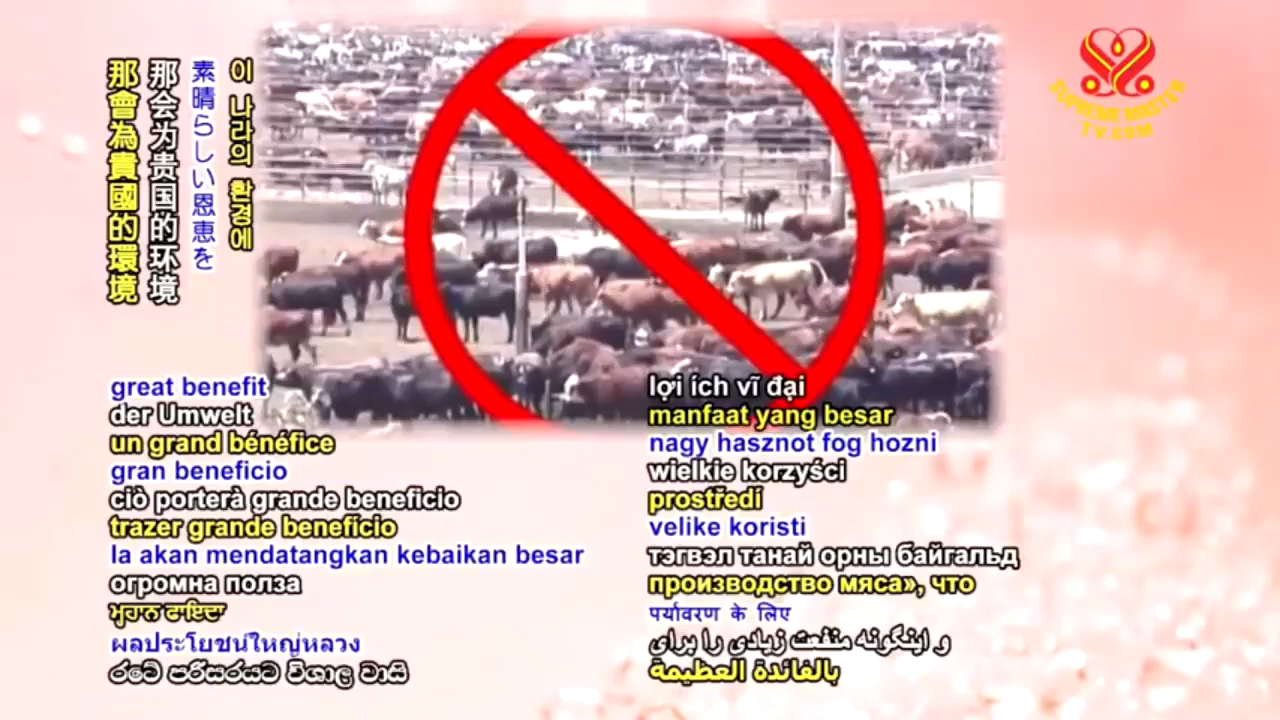 이 나라의 환경에
素晴らしい恩恵を
那会为贵国的环境
那會為貴國的環境
SUPREME MASTER
TV.COM
great benefit
der Umwelt
un grand bénéfice
gran beneficio
ciò porterà grande beneficio
trazer grande benefício
Ia akan mendatangkan kebaikan besar
огромна полза
ਮੂਹਾਨ ਫਾਇਦਾ
ผลประโยชน์ใหญ่หลวง
රටේ පරිසරයට විශාල වාසි
lợi ích vĩ đại
manfaat yang besar
nagy hasznot fog hozni
wielkie korzyści
prostředí
velike koristi
тэгвэл танай орны байгальд
производство мяса», что
पर्यावरण के लिए
و اینگونه منفعت زیادی را برای
بالفائدة العظيمة